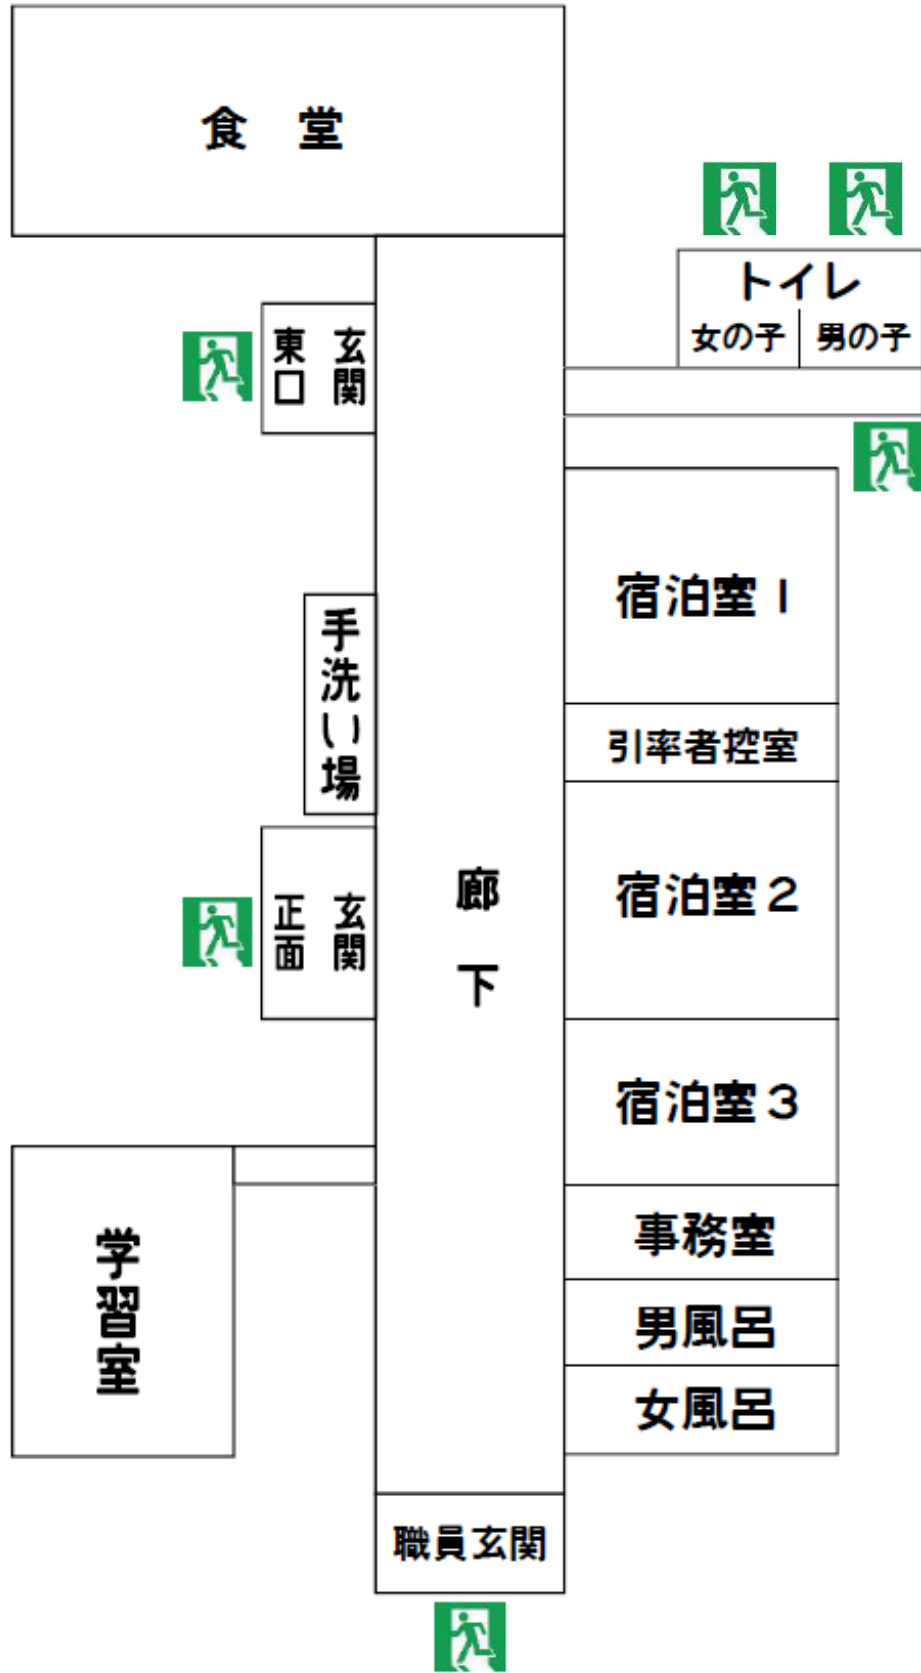 食 堂
トイレ
女の子 男の子
玄関
東口
宿泊室1
手洗い場
引率者控室
廊下
宿泊室2
玄関
正面
宿泊室3
学習室
事務室
男風呂
女風呂
職員玄関